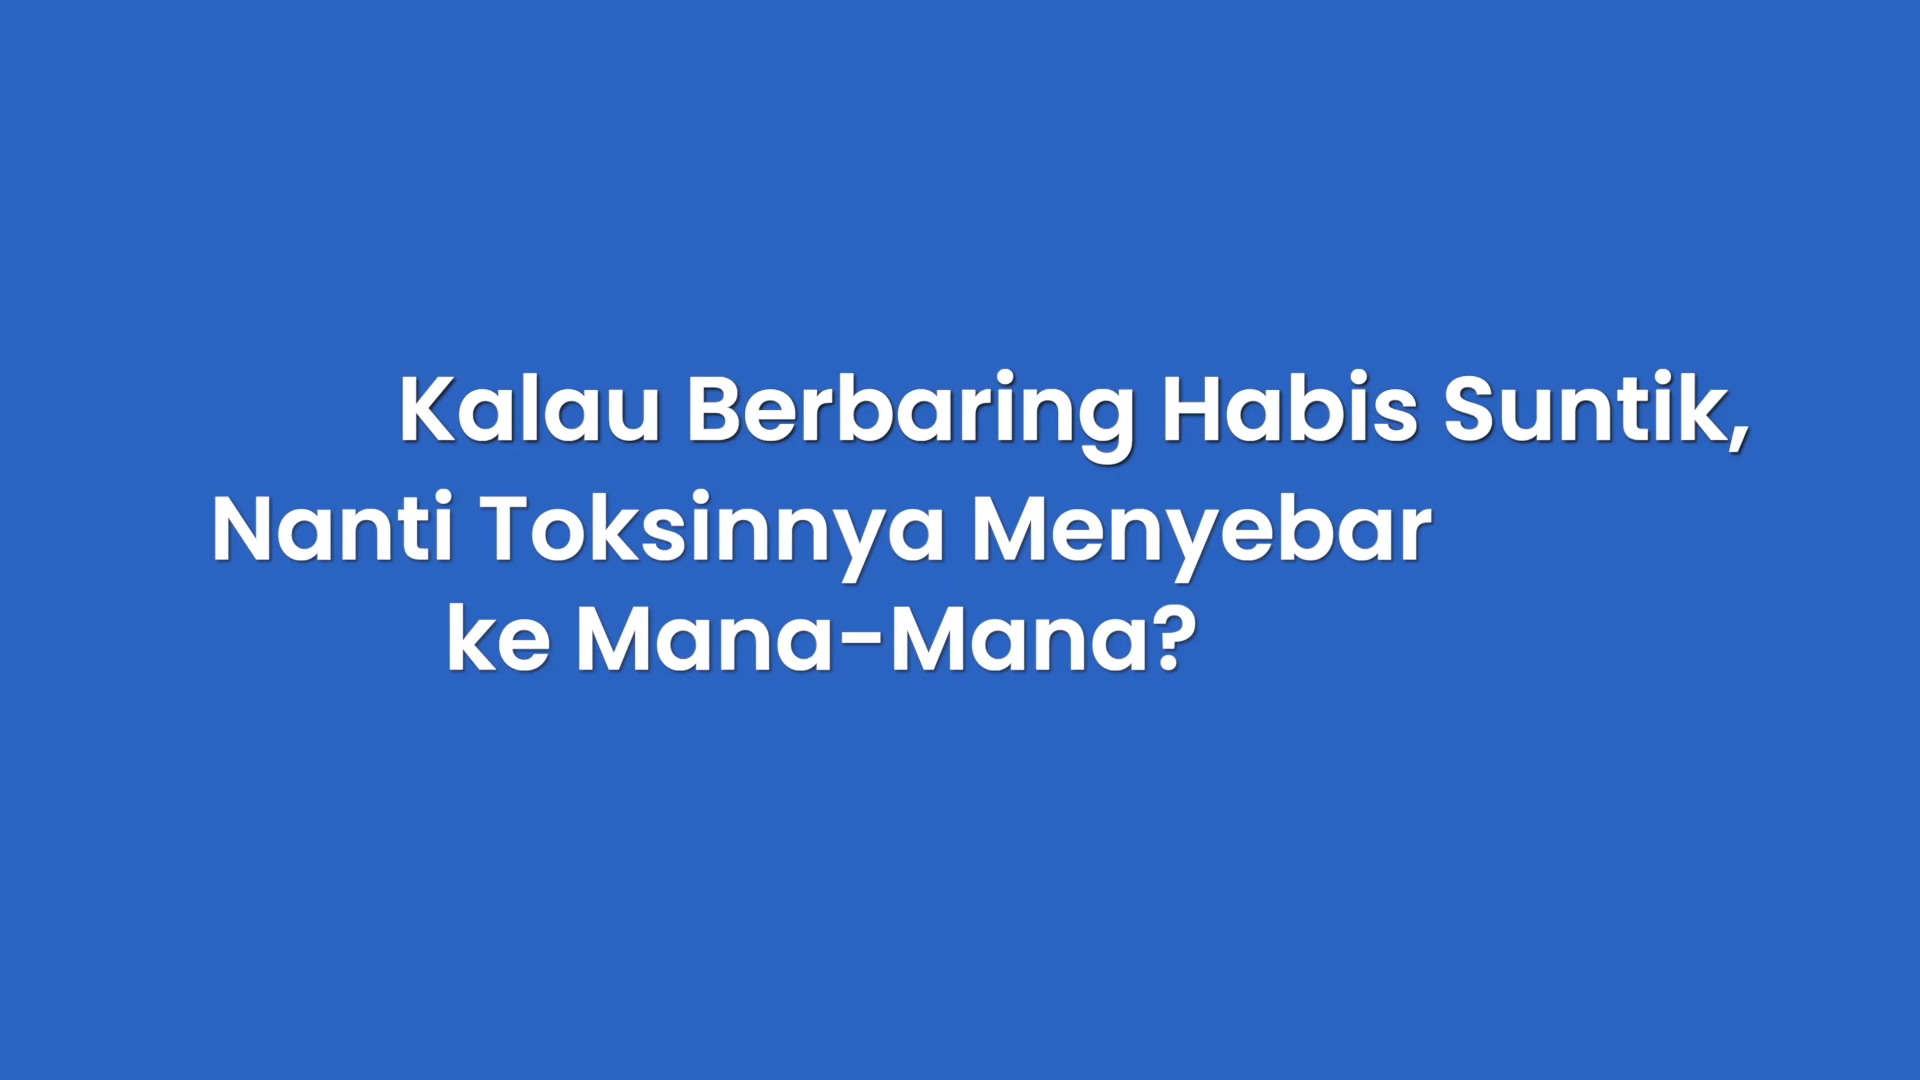 Kalau Berbaring Habis Suntik,
Nanti Toksinnya Menyebar
ke Mana-Mana?